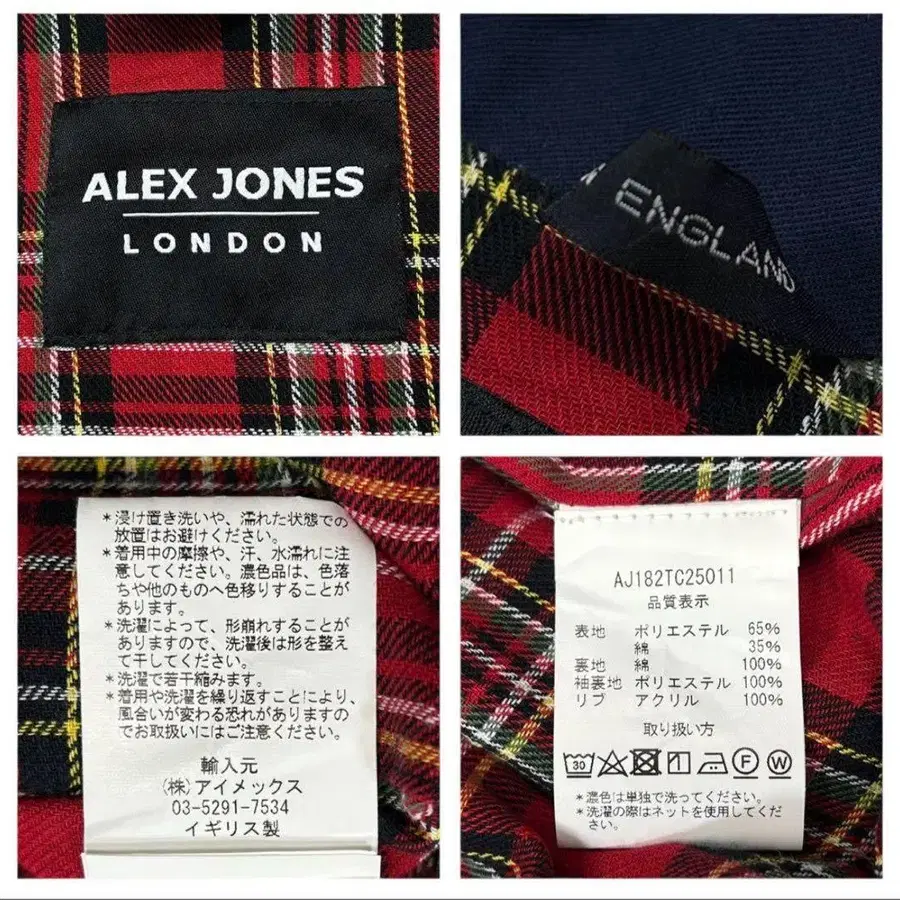 ALEX JONES
LONDON
ENGLAND
*浸け置き洗いや、濡れた状態での
放置はお避けください。
*着用中の摩擦や、汗、水濡れに注
意してください。濃色品は、色落
ちや他のものへ色移りすることが
あります。
*洗濯によって、形崩れすることが
ありますので、洗濯後は形を整え
て干してください。
*洗濯で若干縮みます。
*着用や洗濯を繰り返すことにより、
風合いが変わる恐れがありますの
でお取扱いにはご注意ください。
輸入元
(株)アイメックス
03-5291-7534
イギリス製
AJ182TC25011
品質表示
表地 ポリエステル 65%
綿 35%
裏地 綿 100%
袖裏地 ポリエステル 100%
リブ アクリル 100%
取り扱い方
30 F W
*濃色は単独で洗ってください。
*洗濯の際はネットを使用してくだ
さい。